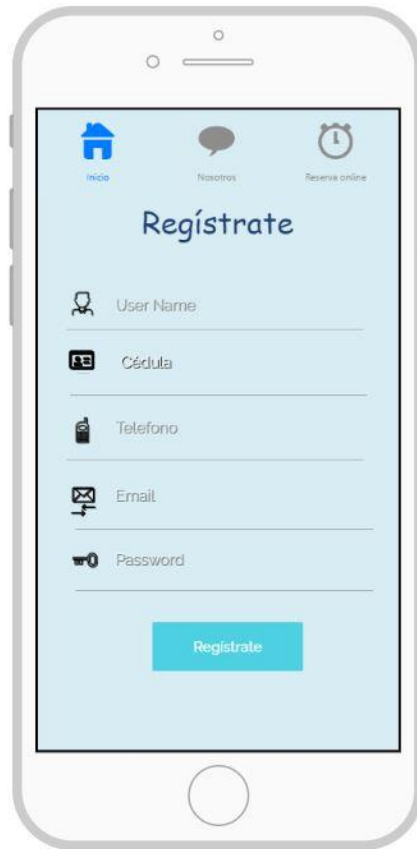 Inicio Nosotros Reserva online
Regístrate
User Name
Cédula
Telefono
Email
Password
Regístrate